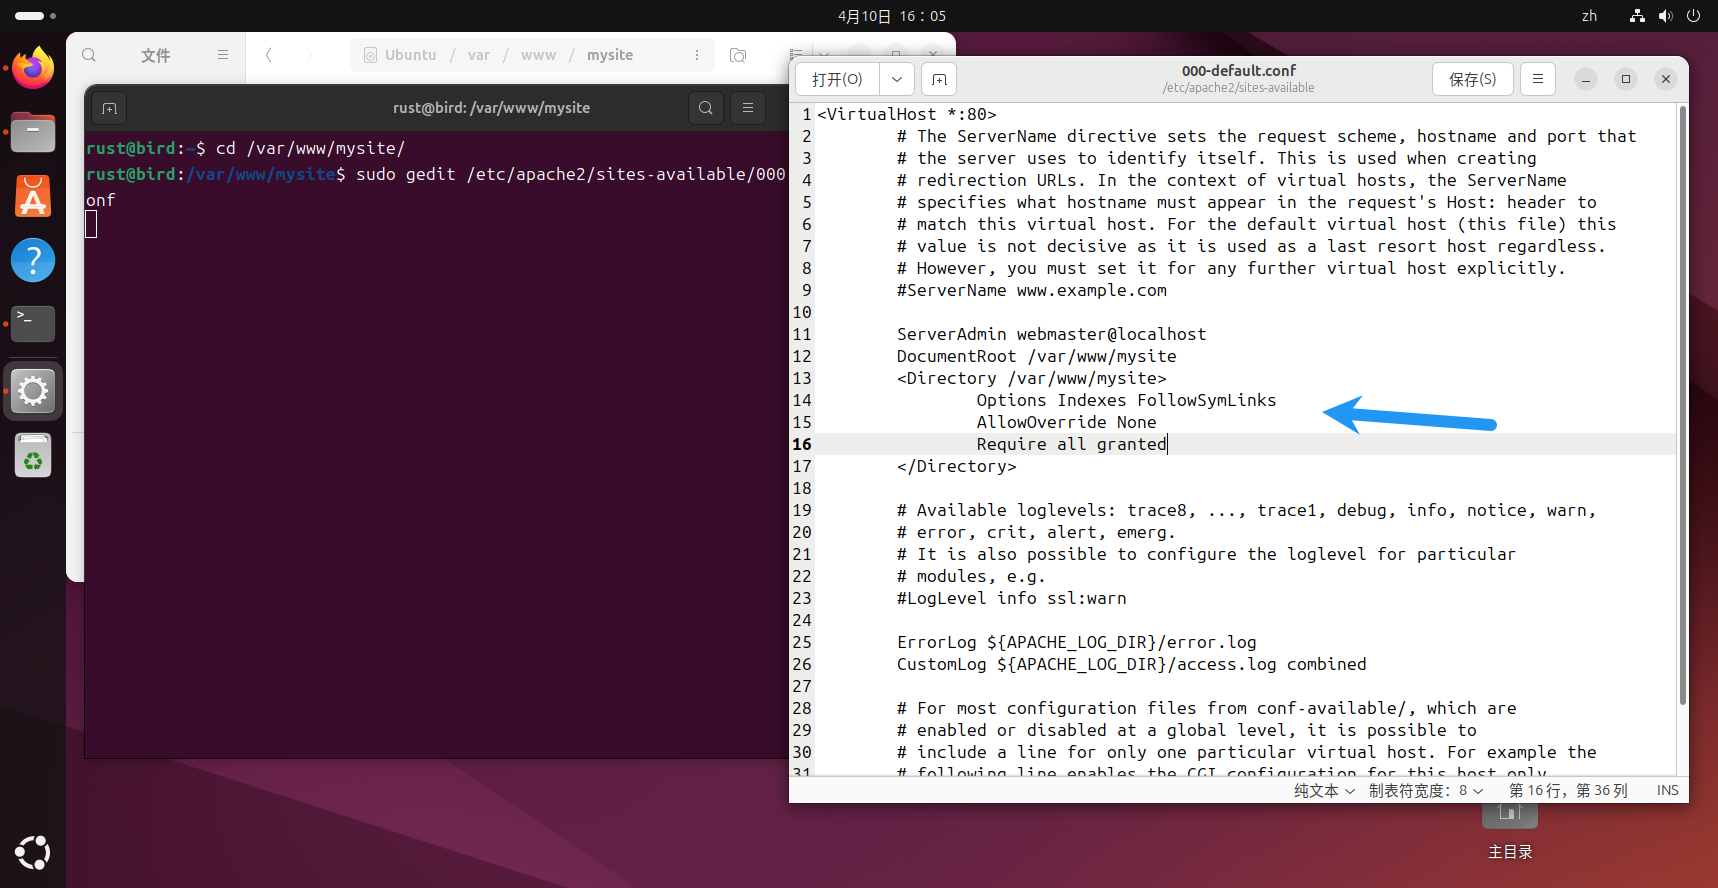 4月10日 16：05
zh
文件
Ubuntu / var / www / mysite
rust@bird: /var/www/mysite
rust@bird:~$ cd /var/www/mysite/
rust@bird:/var/www/mysite$ sudo gedit /etc/apache2/sites-available/000
onf
打开(O)
000-default.conf
/etc/apache2/sites-available
保存(S)
1 <VirtualHost *:80>
2 # The ServerName directive sets the request scheme, hostname and port that
3 # the server uses to identify itself. This is used when creating
4 # redirection URLs. In the context of virtual hosts, the ServerName
5 # specifies what hostname must appear in the request's Host: header to
6 # match this virtual host. For the default virtual host (this file) this
7 # value is not decisive as it is used as a last resort host regardless.
8 # However, you must set it for any further virtual host explicitly.
9 #ServerName www.example.com
10
11 ServerAdmin webmaster@localhost
12 DocumentRoot /var/www/mysite
13 <Directory /var/www/mysite>
14 Options Indexes FollowSymLinks
15 AllowOverride None
16 Require all granted
17 </Directory>
18
19 # Available loglevels: trace8, ..., trace1, debug, info, notice, warn,
20 # error, crit, alert, emerg.
21 # It is also possible to configure the loglevel for particular
22 # modules, e.g.
23 #LogLevel info ssl:warn
24
25 ErrorLog ${APACHE_LOG_DIR}/error.log
26 CustomLog ${APACHE_LOG_DIR}/access.log combined
27
28 # For most configuration files from conf-available/, which are
29 # enabled or disabled at a global level, it is possible to
30 # include a line for only one particular virtual host. For example the
31 # following line enables the CGI configuration for this host only
纯文本 制表符宽度：8 第 16 行，第 36 列 INS
主目录